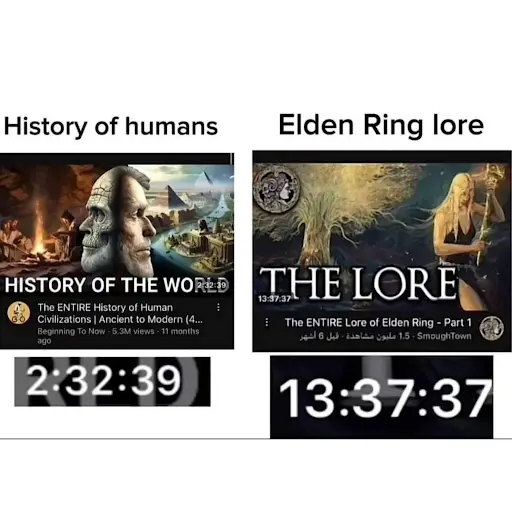 History of humans
HISTORY OF THE WORLD
2:32:39
The ENTIRE History of Human
Civilizations | Ancient to Modern (4...
Beginning To Now · 5.3M views · 11 months
ago
2:32:39
Elden Ring lore
THE LORE
13:37:37
The ENTIRE Lore of Elden Ring - Part 1
SmoughTown · 1.5 مليون مشاهدة · قبل 6 أشهر
13:37:37